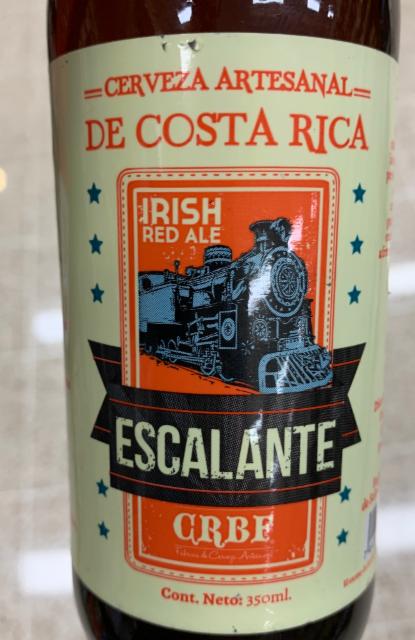 CERVEZA ARTESANAL
DE COSTA RICA
IRISH
RED ALE
ESCALANTE
CRBF
Cont. Neto: 350ml.